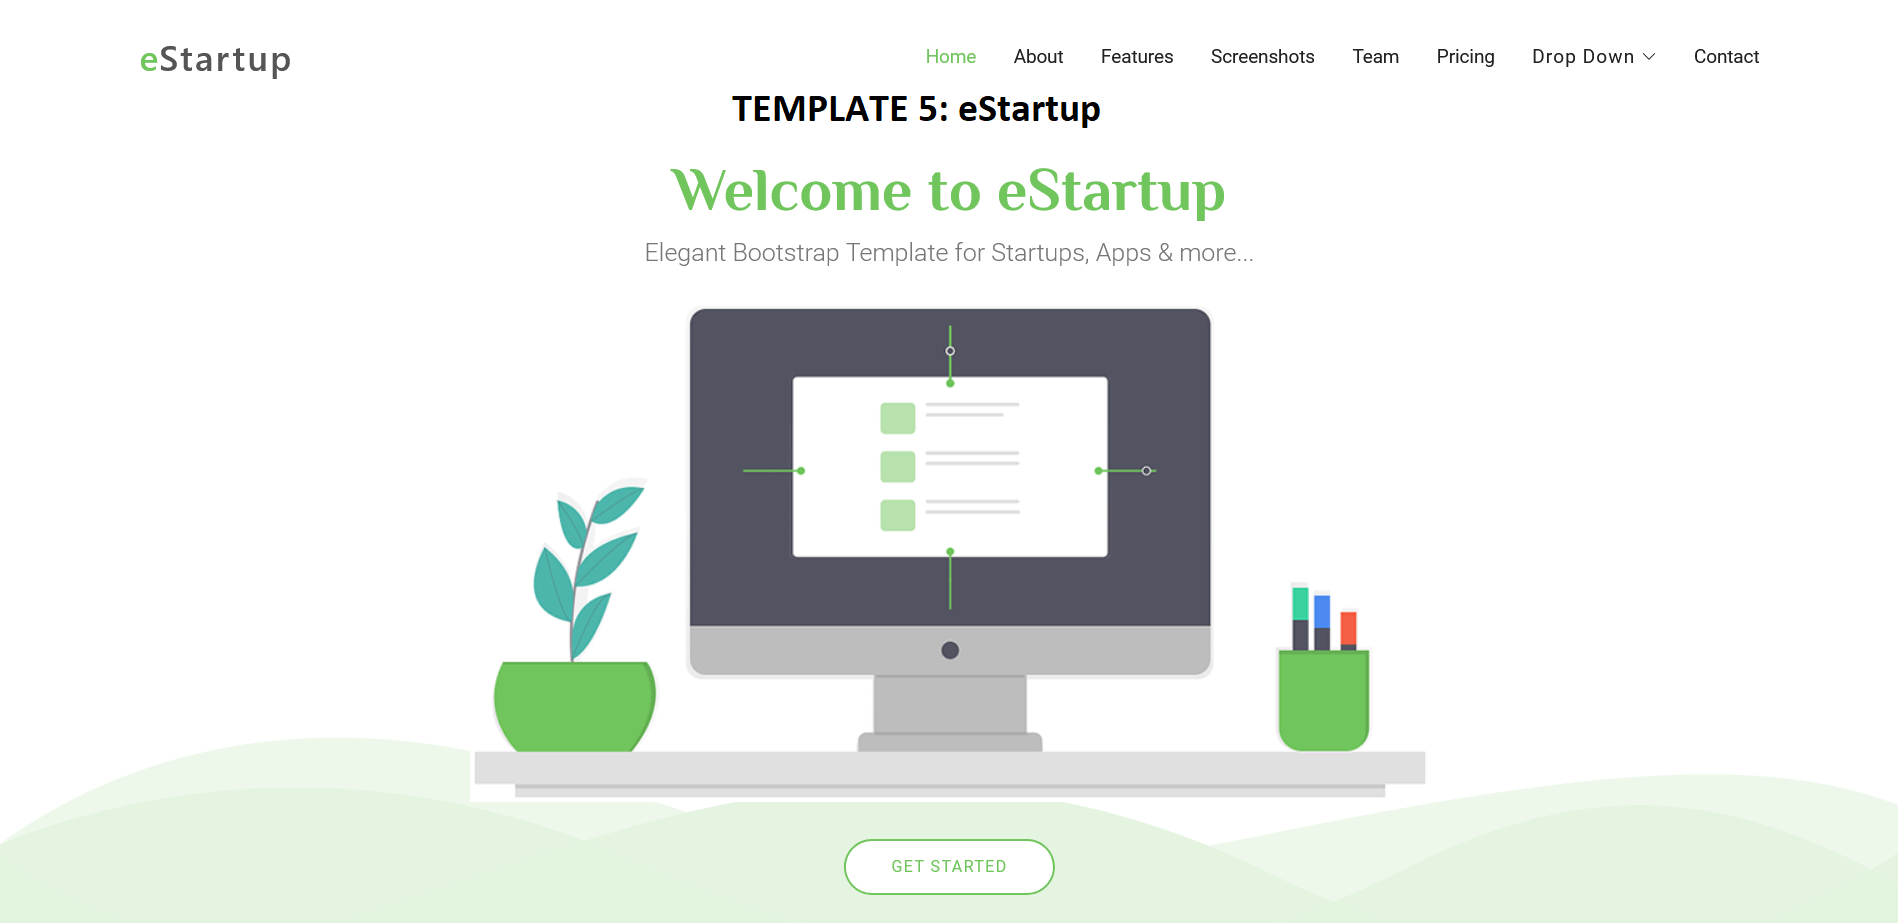 eStartup
Home About Features Screenshots Team Pricing Drop Down Contact
TEMPLATE 5: eStartup
Welcome to eStartup
Elegant Bootstrap Template for Startups, Apps & more...
GET STARTED